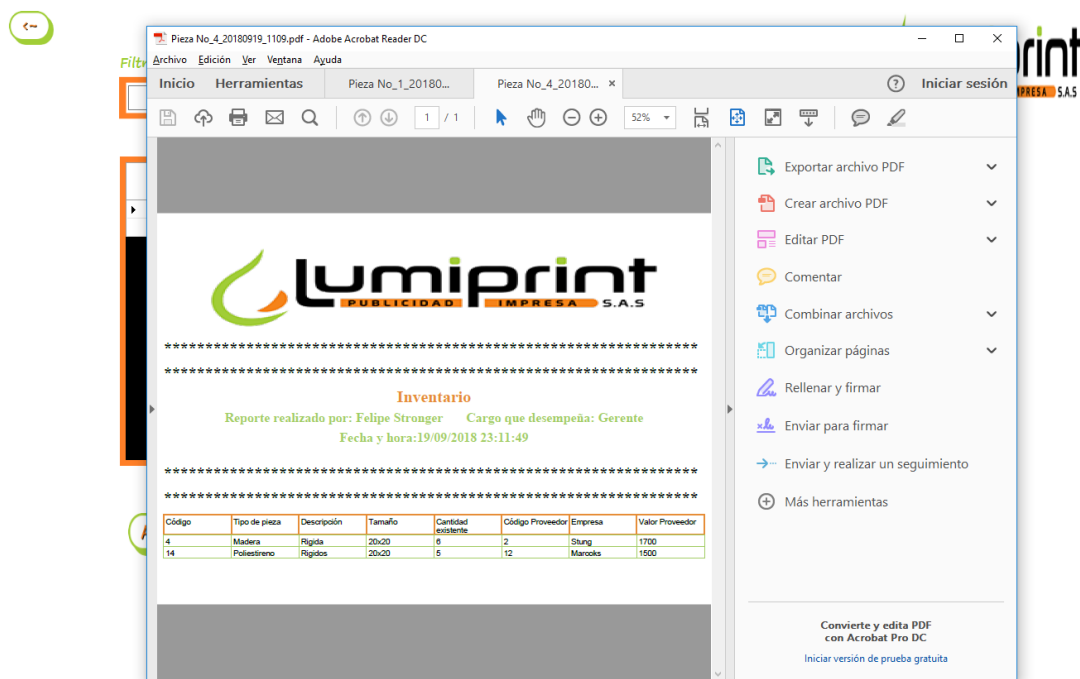 ←--
Filtr
rint
PRESA S.A.S
Pieza No_4_20180919_1109.pdf - Adobe Acrobat Reader DC
Archivo Edición Ver Ventana Ayuda
Inicio Herramientas Pieza No_1_20180... Pieza No_4_20180... × Iniciar sesión
1 / 1 52%
Lumiprint
PUBLICIDAD IMPRESA S.A.S
*****************************************************************
*****************************************************************
Inventario
Reporte realizado por: Felipe Stronger Cargo que desempeña: Gerente
Fecha y hora:19/09/2018 23:11:49
*****************************************************************
*****************************************************************
Código Tipo de pieza Descripción Tamaño Cantidad existente Código Proveedor Empresa Valor Proveedor
4 Madera Rigida 20x20 6 2 Stung 1700
14 Poliestireno Rigidos 20x20 5 12 Marcoks 1500
Exportar archivo PDF
Crear archivo PDF
Editar PDF
Comentar
Combinar archivos
Organizar páginas
Rellenar y firmar
Enviar para firmar
Enviar y realizar un seguimiento
Más herramientas
Convierte y edita PDF
con Acrobat Pro DC
Iniciar versión de prueba gratuita